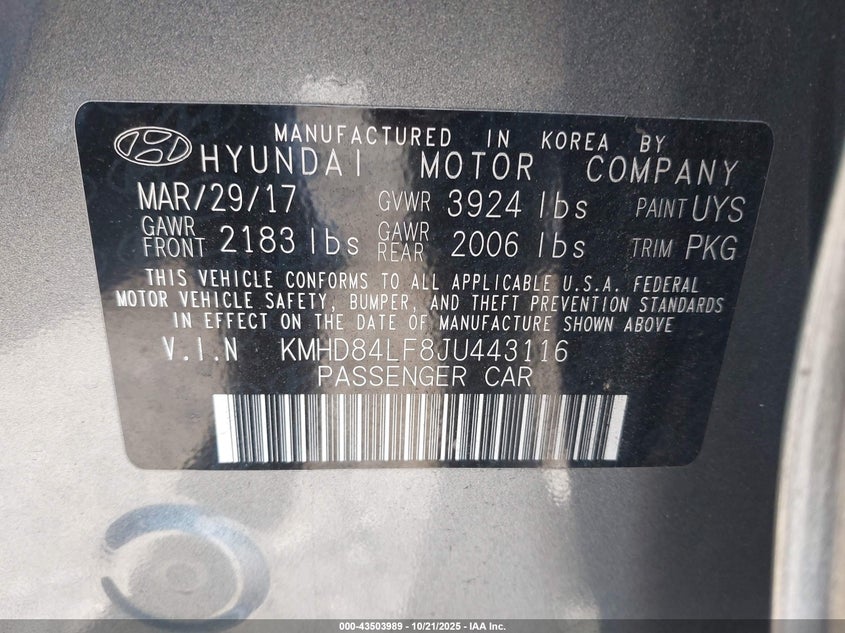 MANUFACTURED IN KOREA BY
HYUNDAI MOTOR COMPANY
MAR/29/17 GVWR 3924 lbs PAINT UYS
GAWR FRONT 2183 lbs GAWR REAR 2006 lbs TRIM PKG
THIS VEHICLE CONFORMS TO ALL APPLICABLE U.S.A. FEDERAL
MOTOR VEHICLE SAFETY, BUMPER, AND THEFT PREVENTION STANDARDS
IN EFFECT ON THE DATE OF MANUFACTURE SHOWN ABOVE
V.I.N KMHD84LF8JU443116
PASSENGER CAR
000-43503989 - 10/21/2025 - IAA Inc.